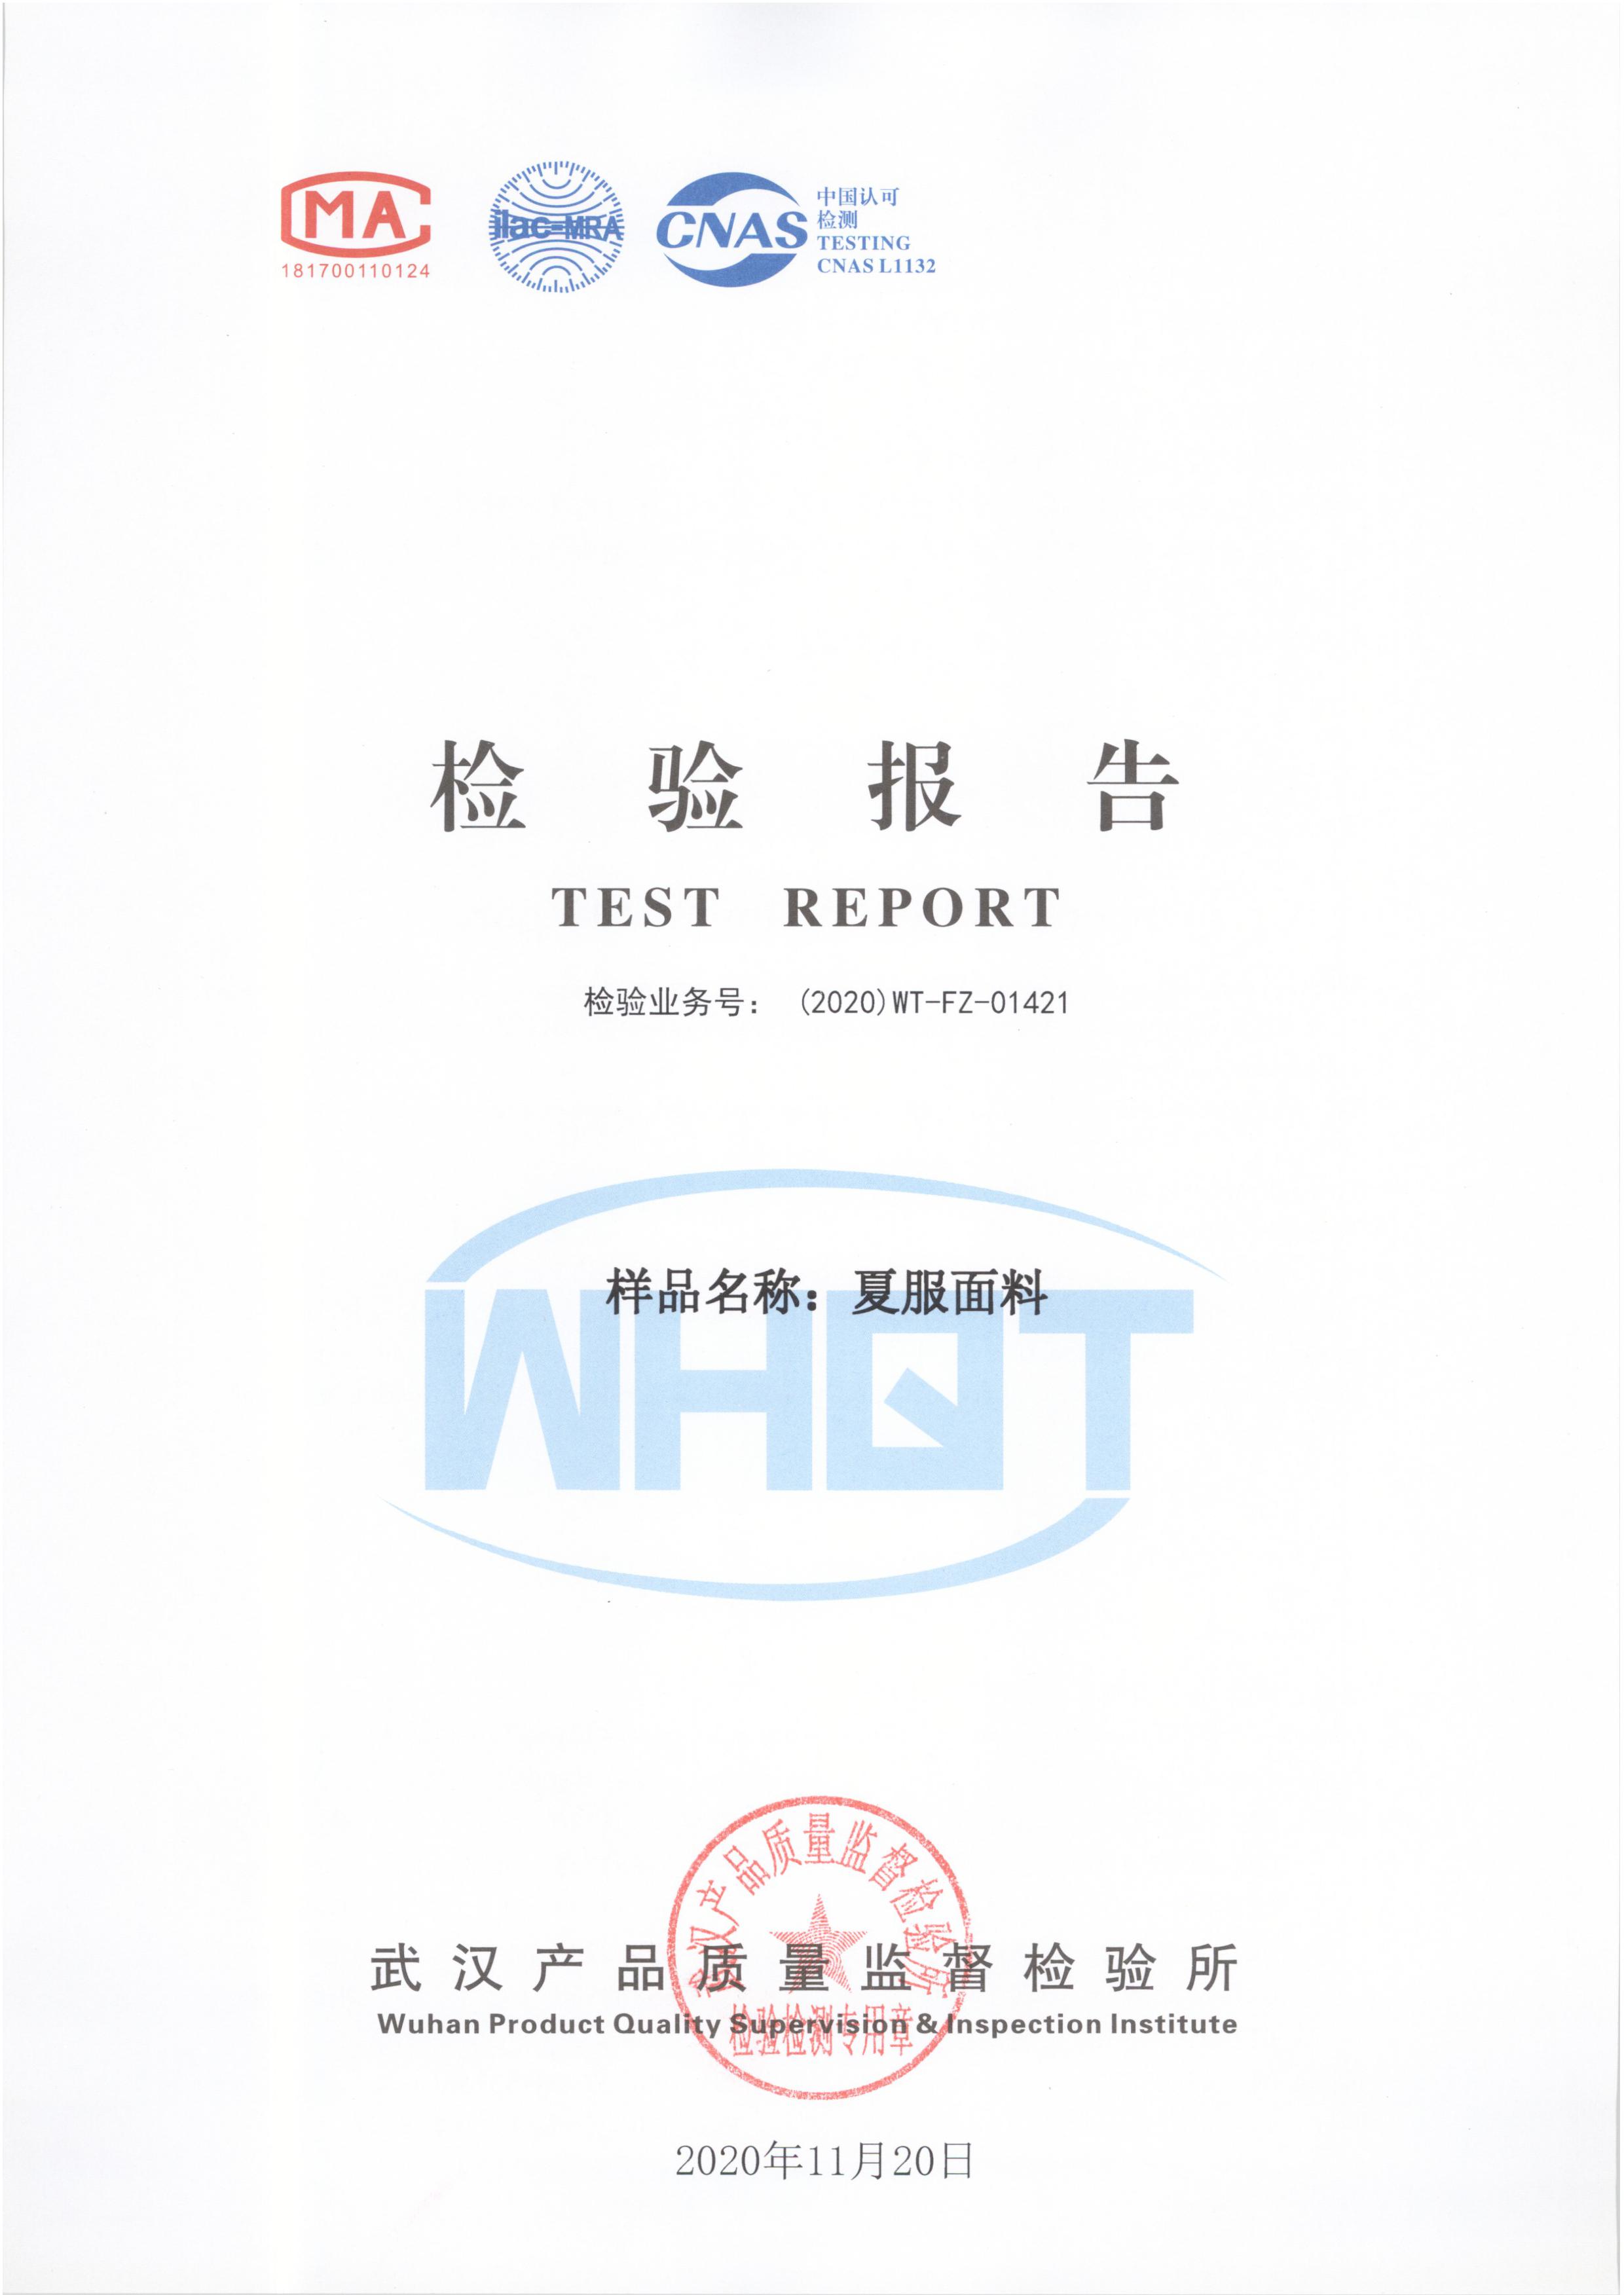 MA
181700110124
ilac-MRA
CNAS
中国认可
检测
TESTING
CNAS L1132
检 验 报 告
TEST REPORT
检验业务号： (2020)WT-FZ-01421
样品名称：夏服面料
WHQT
武汉产品质量监督检验所
武汉产品质量监督检验所
Wuhan Product Quality Supervision & Inspection Institute
检验检测专用章
2020年11月20日